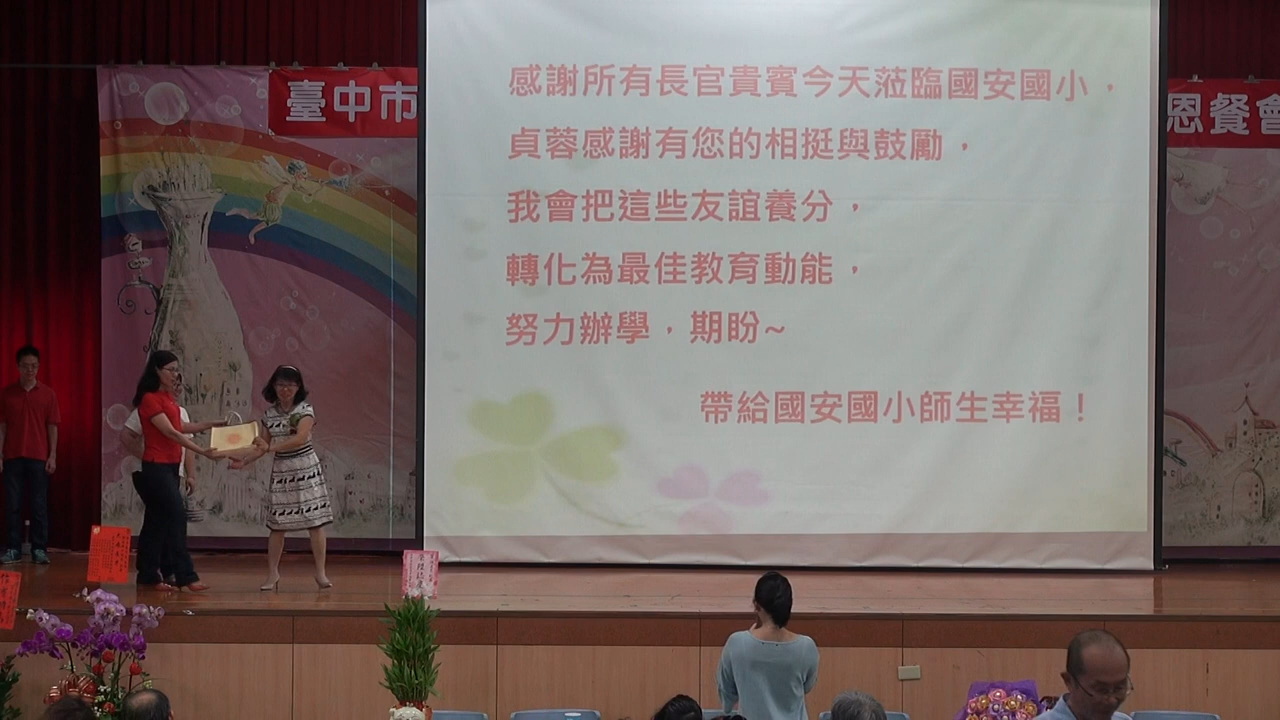 感謝所有長官貴賓今天蒞臨國安國小，
貞蓉感謝有您的相挺與鼓勵，
我會把這些友誼養分，
轉化為最佳教育動能，
努力辦學，期盼~
帶給國安國小師生幸福！
臺中市
恩餐會